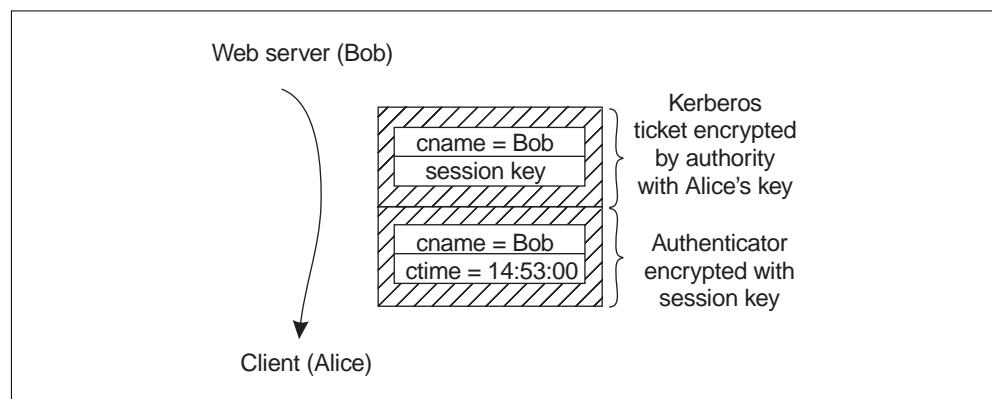 Web server (Bob)
cname = Bob
session key
Kerberos
ticket encrypted
by authority
with Alice's key
cname = Bob
ctime = 14:53:00
Authenticator
encrypted with
session key
Client (Alice)